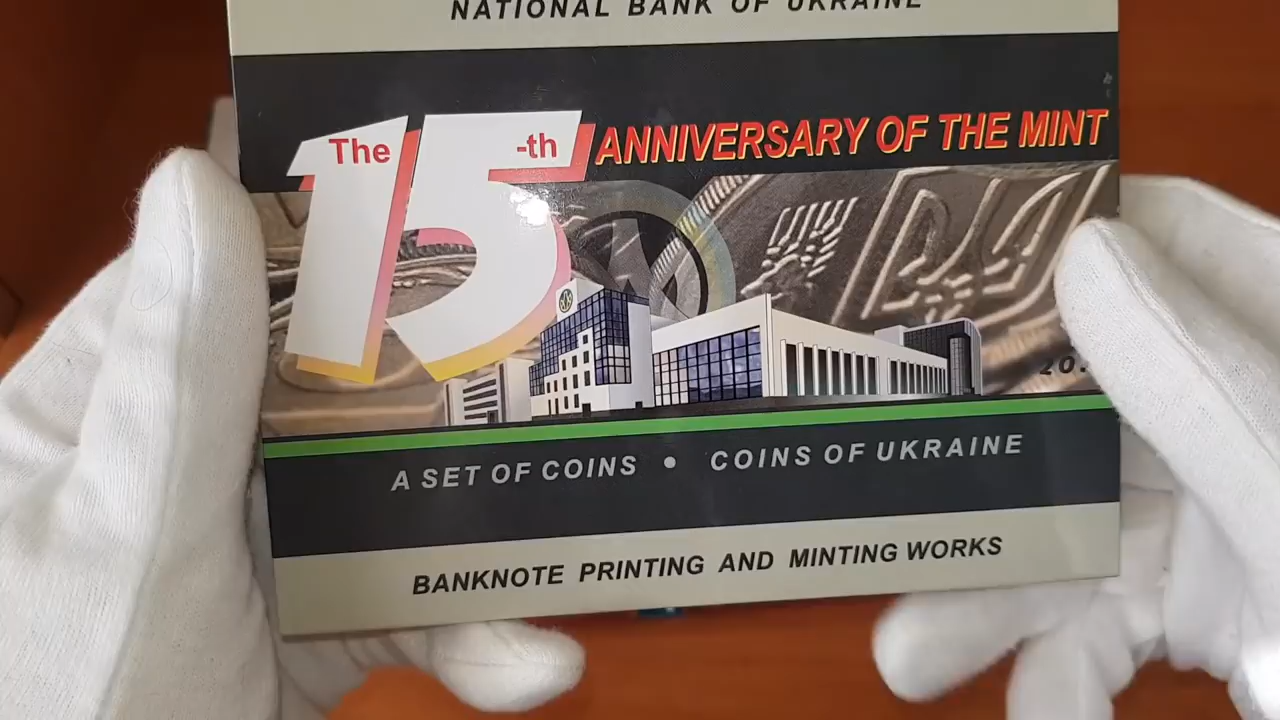 NATIONAL BANK OF UKRAINE
The 15-th ANNIVERSARY OF THE MINT
A SET OF COINS • COINS OF UKRAINE
BANKNOTE PRINTING AND MINTING WORKS